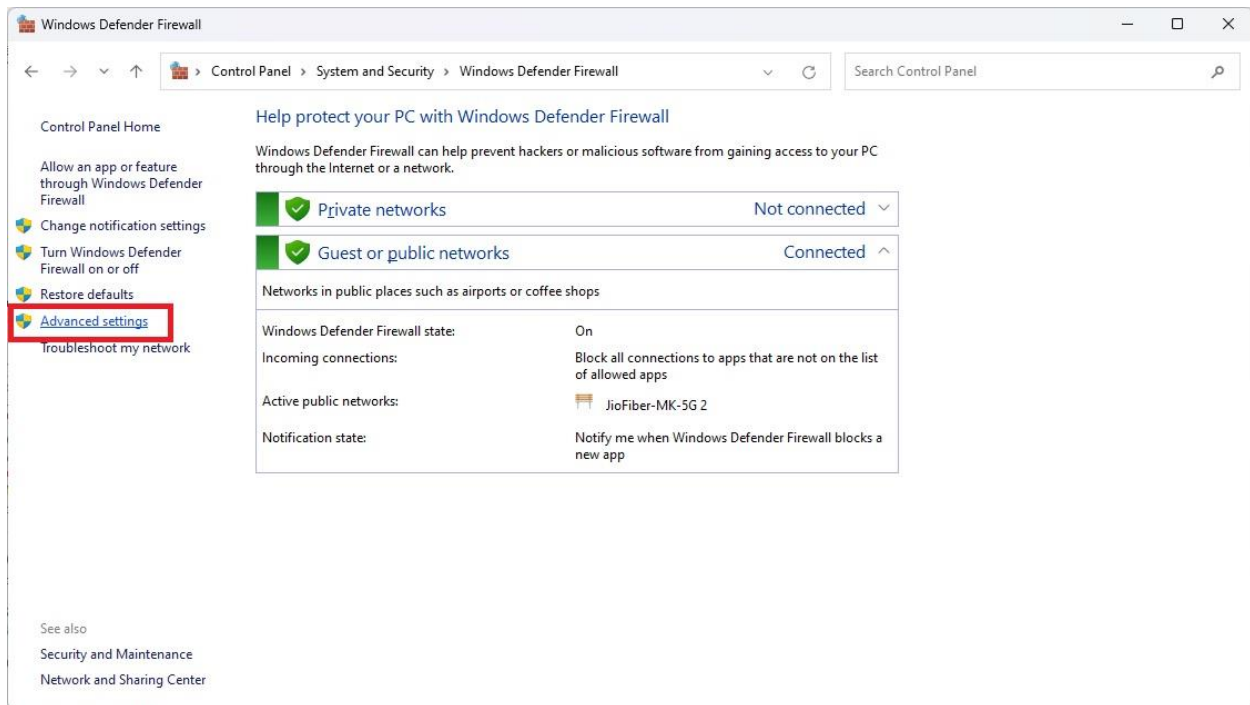 Windows Defender Firewall
Control Panel > System and Security > Windows Defender Firewall
Search Control Panel
Control Panel Home
Allow an app or feature
through Windows Defender
Firewall
Change notification settings
Turn Windows Defender
Firewall on or off
Restore defaults
Advanced settings
Troubleshoot my network
See also
Security and Maintenance
Network and Sharing Center
Help protect your PC with Windows Defender Firewall
Windows Defender Firewall can help prevent hackers or malicious software from gaining access to your PC
through the Internet or a network.
Private networks
Not connected
Guest or public networks
Connected
Networks in public places such as airports or coffee shops
Windows Defender Firewall state:
On
Incoming connections:
Block all connections to apps that are not on the list
of allowed apps
Active public networks:
JioFiber-MK-5G 2
Notification state:
Notify me when Windows Defender Firewall blocks a
new app